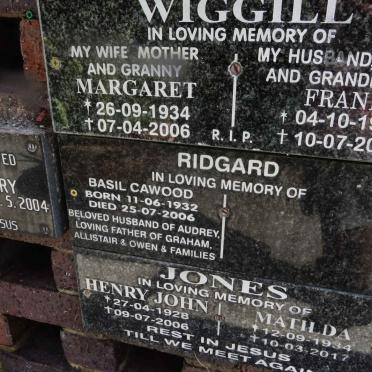 WIGGILL
IN LOVING MEMORY OF
MY WIFE MOTHER
AND GRANNY
MARGARET
* 26-09-1934
† 07-04-2006
MY HUSBAND
AND
* 04-10-
† 10-07-
R.I.P.
5.2004
RIDGARD
IN LOVING MEMORY OF
BASIL CAWOOD
BORN 11-06-1932
DIED 25-07-2006
BELOVED HUSBAND OF AUDREY,
LOVING FATHER OF GRAHAM,
ALLISTAIR & OWEN & FAMILIES
JONES
IN LOVING MEMORY OF
HENRY JOHN
* 27-04-1928
† 09-07-2006
MATILDA
* 12-09-1934
† 10-03-2017
REST IN JESUS
TILL WE MEET AGAIN